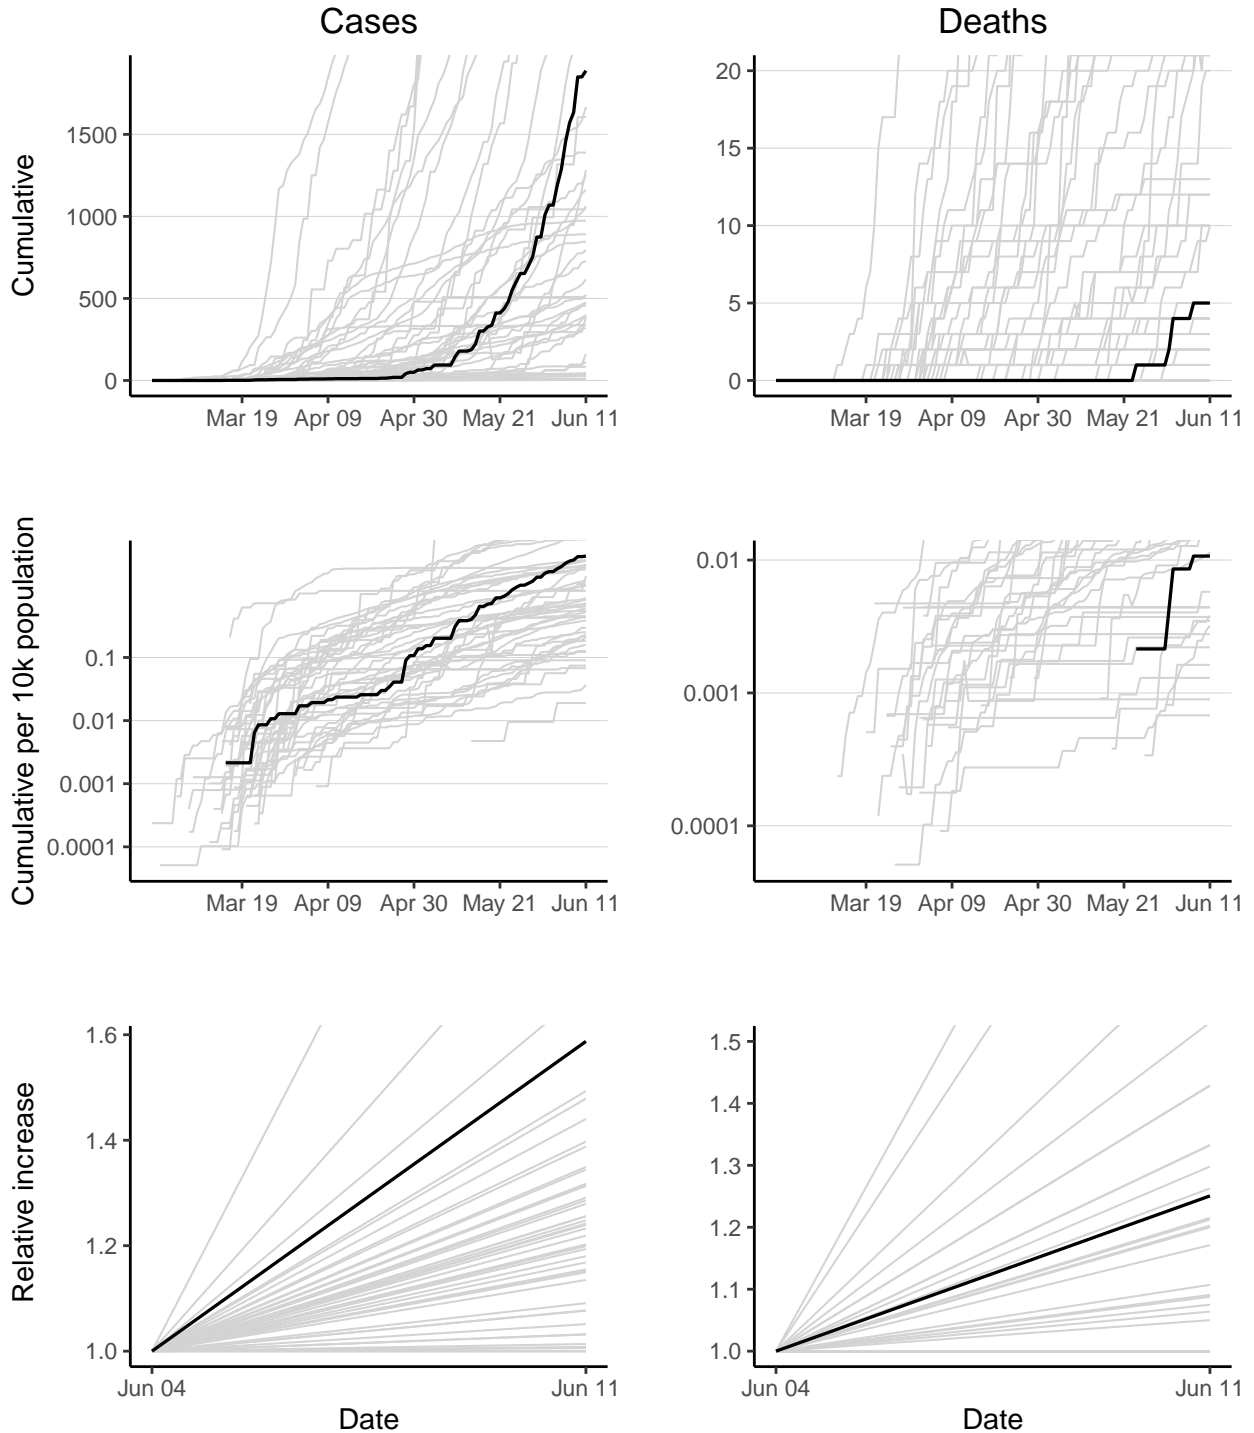 Cases
Deaths
Cumulative
1500
1000
500
0
Mar 19 Apr 09 Apr 30 May 21 Jun 11
20
15
10
5
0
Mar 19 Apr 09 Apr 30 May 21 Jun 11
Cumulative per 10k population
0.1
0.01
0.001
0.0001
Mar 19 Apr 09 Apr 30 May 21 Jun 11
0.01
0.001
0.0001
Mar 19 Apr 09 Apr 30 May 21 Jun 11
Relative increase
1.6
1.4
1.2
1.0
Jun 04 Jun 11
Date
1.5
1.4
1.3
1.2
1.1
1.0
Jun 04 Jun 11
Date